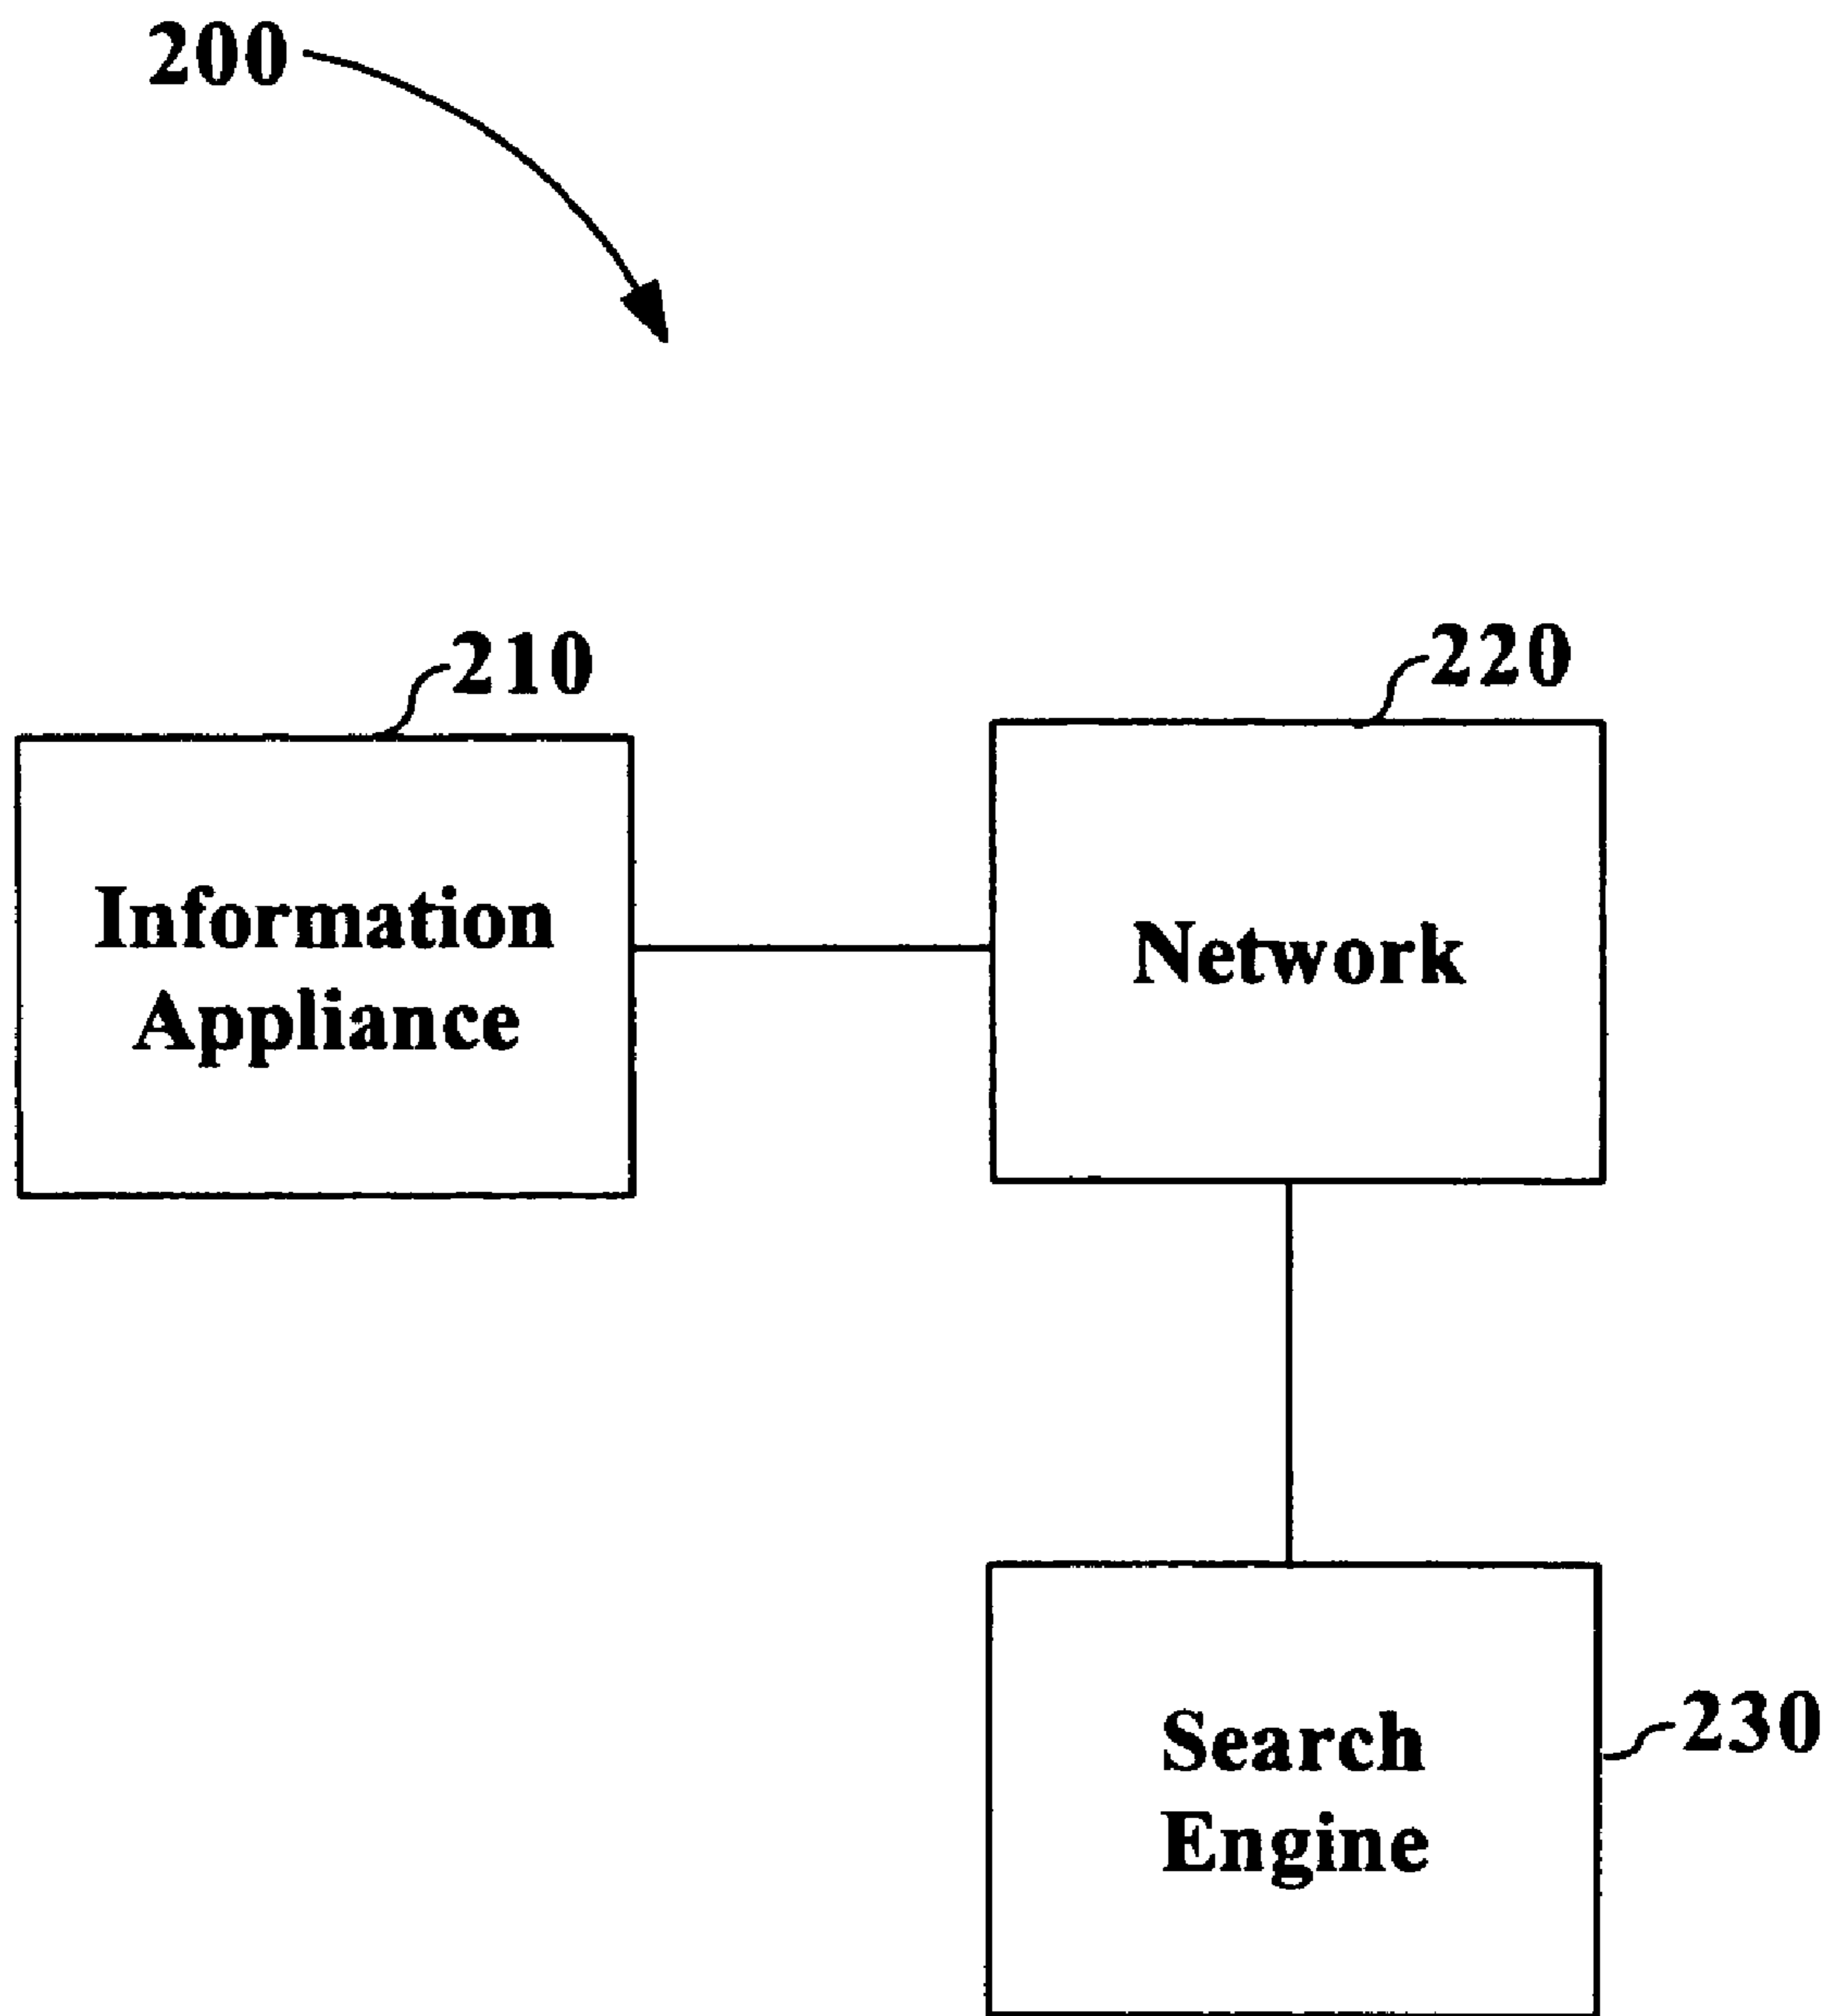 200
210
220
Information
Appliance
Network
Search
Engine
230